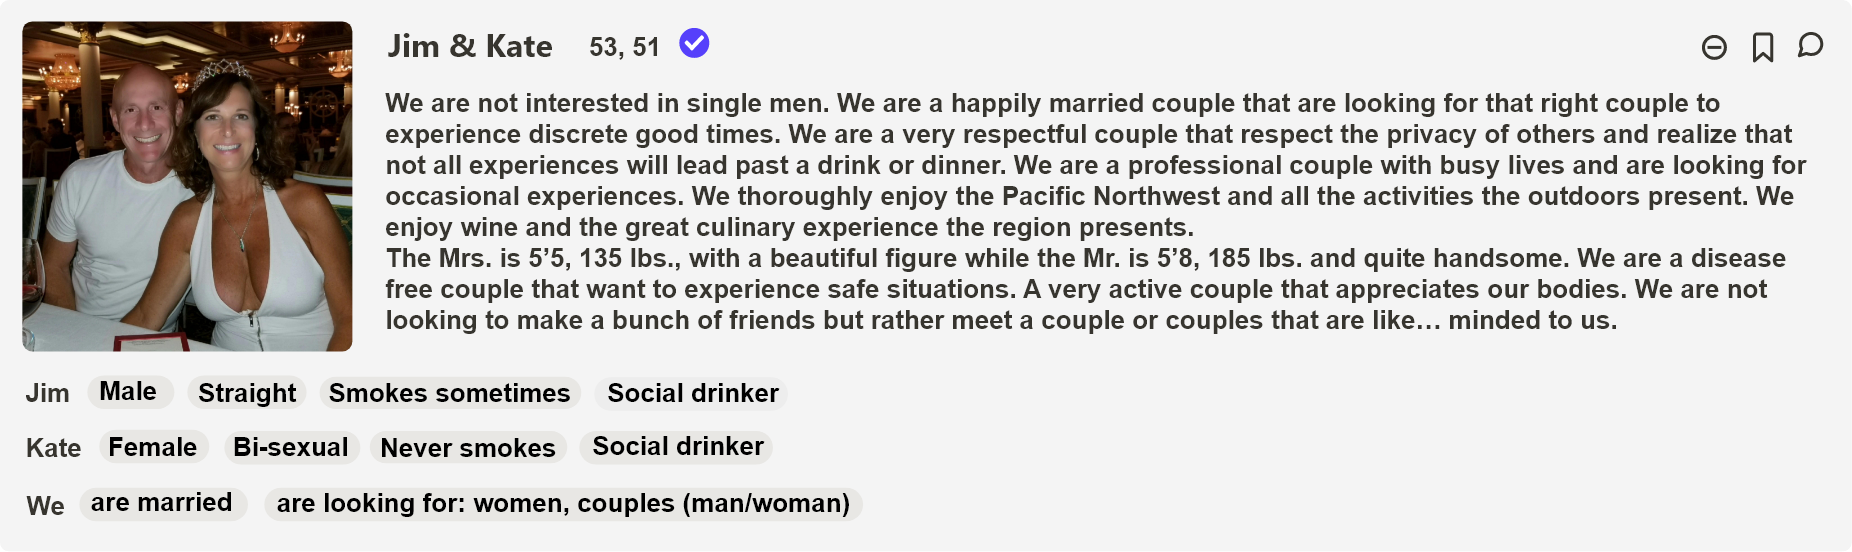 Jim & Kate 53, 51
We are not interested in single men. We are a happily married couple that are looking for that right couple to
experience discrete good times. We are a very respectful couple that respect the privacy of others and realize that
not all experiences will lead past a drink or dinner. We are a professional couple with busy lives and are looking for
occasional experiences. We thoroughly enjoy the Pacific Northwest and all the activities the outdoors present. We
enjoy wine and the great culinary experience the region presents.
The Mrs. is 5’5, 135 lbs., with a beautiful figure while the Mr. is 5’8, 185 lbs. and quite handsome. We are a disease
free couple that want to experience safe situations. A very active couple that appreciates our bodies. We are not
looking to make a bunch of friends but rather meet a couple or couples that are like… minded to us.
Jim Male Straight Smokes sometimes Social drinker
Kate Female Bi-sexual Never smokes Social drinker
We are married are looking for: women, couples (man/woman)